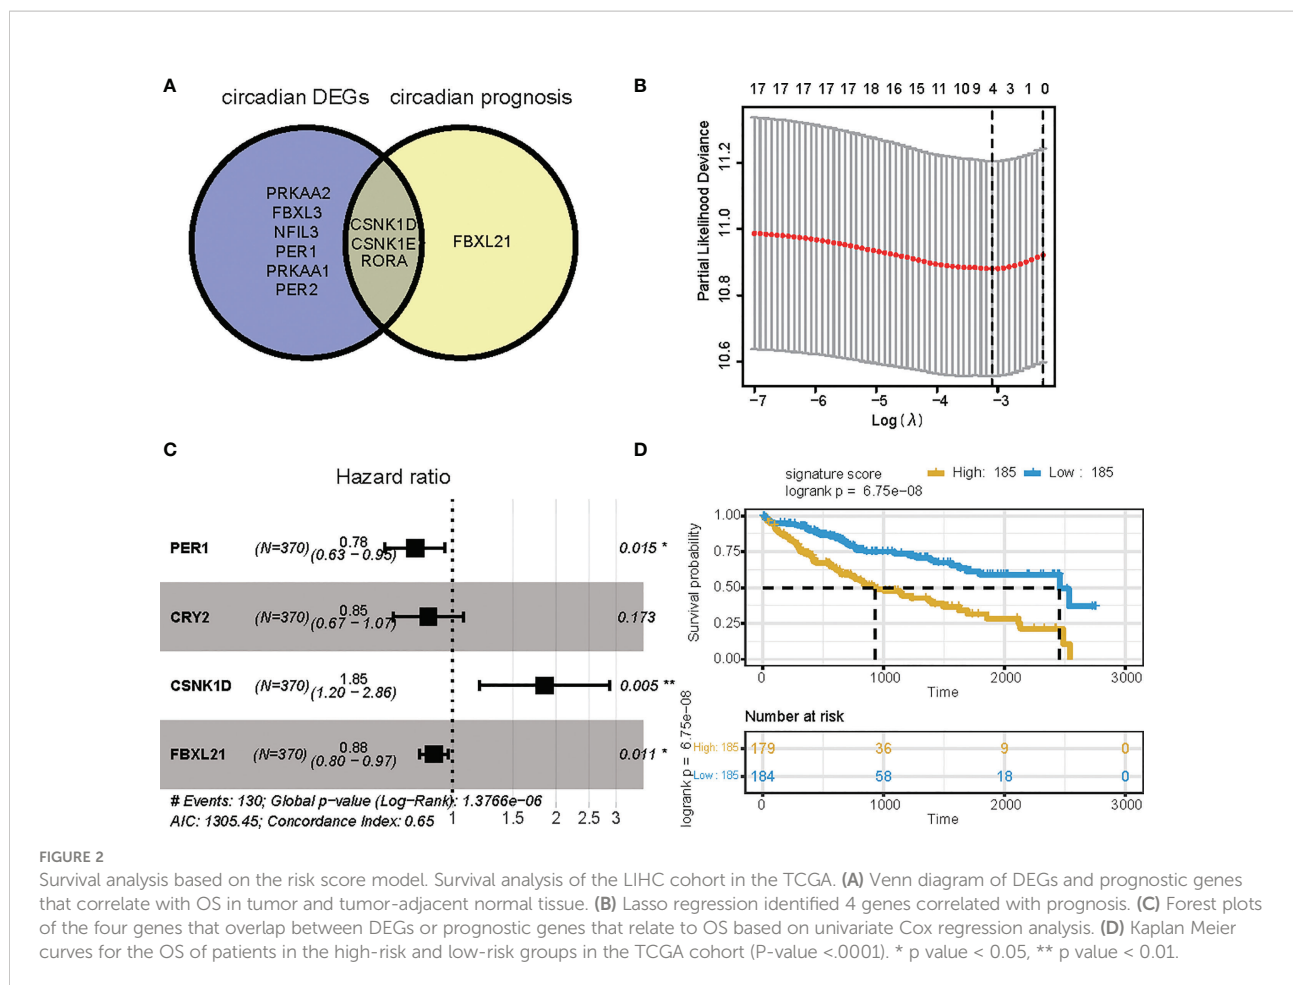 A
circadian DEGs circadian prognosis
PRKAA2
FBXL3
NFIL3
PER1
PRKAA1
PER2
CSNK1D
CSNK1E
RORA
FBXL21
B
17 17 17 17 17 18 16 15 11 10 9 4 3 1 0
Partial Likelihood Deviance
11.2
11.0
10.8
10.6
−7 −6 −5 −4 −3
Log (λ)
C
Hazard ratio
PER1 (N=370) 0.78 (0.63 − 0.95) 0.015 *
CRY2 (N=370) 0.85 (0.67 − 1.07) 0.173
CSNK1D (N=370) 1.85 (1.20 − 2.86) 0.005 **
FBXL21 (N=370) 0.88 (0.80 − 0.97) 0.011 *
# Events: 130; Global p−value (Log−Rank): 1.3766e−06
AIC: 1305.45; Concordance Index: 0.65
1 1.5 2 2.5 3
D
signature score High: 185 Low : 185
logrank p = 6.75e−08
Survival probability
1.00
0.75
0.50
0.25
0.00
0 1000 2000 3000
Time
logrank p = 6.75e−08
Number at risk
High: 185 179 36 9 0
Low : 185 184 58 18 0
0 1000 2000 3000
Time
FIGURE 2
Survival analysis based on the risk score model. Survival analysis of the LIHC cohort in the TCGA. (A) Venn diagram of DEGs and prognostic genes
that correlate with OS in tumor and tumor-adjacent normal tissue. (B) Lasso regression identified 4 genes correlated with prognosis. (C) Forest plots
of the four genes that overlap between DEGs or prognostic genes that relate to OS based on univariate Cox regression analysis. (D) Kaplan Meier
curves for the OS of patients in the high-risk and low-risk groups in the TCGA cohort (P-value <.0001). * p value < 0.05, ** p value < 0.01.